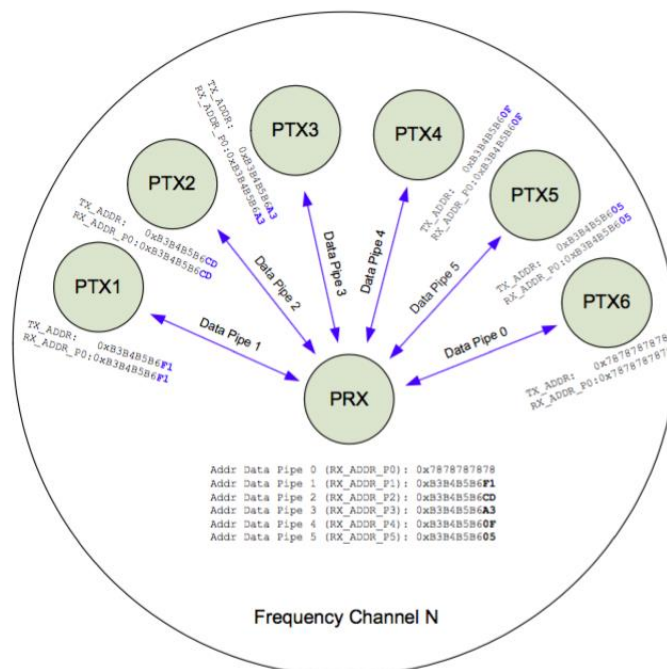 PTX3
PTX4
TX_ADDR: 0xB3B4B5B6A3
RX_ADDR_P0:0xB3B4B5B6A3
TX_ADDR: 0xB3B4B5B60F
RX_ADDR_P0:0xB3B4B5B60F
PTX2
PTX5
TX_ADDR: 0xB3B4B5B6CD
RX_ADDR_P0:0xB3B4B5B6CD
TX_ADDR: 0xB3B4B5B605
RX_ADDR_P0:0xB3B4B5B605
PTX1
PTX6
Data Pipe 1
Data Pipe 2
Data Pipe 3
Data Pipe 4
Data Pipe 5
Data Pipe 0
TX_ADDR: 0xB3B4B5B6F1
RX_ADDR_P0:0xB3B4B5B6F1
TX_ADDR: 0x7878787878
RX_ADDR_P0:0x787878787
PRX
Addr Data Pipe 0 (RX_ADDR_P0): 0x7878787878
Addr Data Pipe 1 (RX_ADDR_P1): 0xB3B4B5B6F1
Addr Data Pipe 2 (RX_ADDR_P2): 0xB3B4B5B6CD
Addr Data Pipe 3 (RX_ADDR_P3): 0xB3B4B5B6A3
Addr Data Pipe 4 (RX_ADDR_P4): 0xB3B4B5B60F
Addr Data Pipe 5 (RX_ADDR_P5): 0xB3B4B5B605
Frequency Channel N